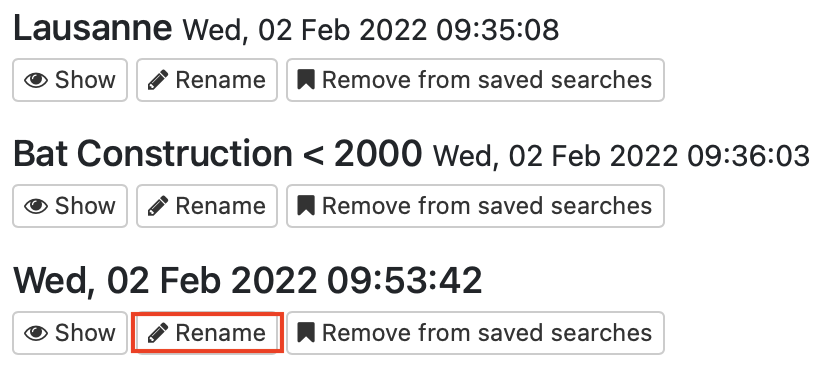 Lausanne Wed, 02 Feb 2022 09:35:08
Show Rename Remove from saved searches
Bat Construction < 2000 Wed, 02 Feb 2022 09:36:03
Show Rename Remove from saved searches
Wed, 02 Feb 2022 09:53:42
Show Rename Remove from saved searches